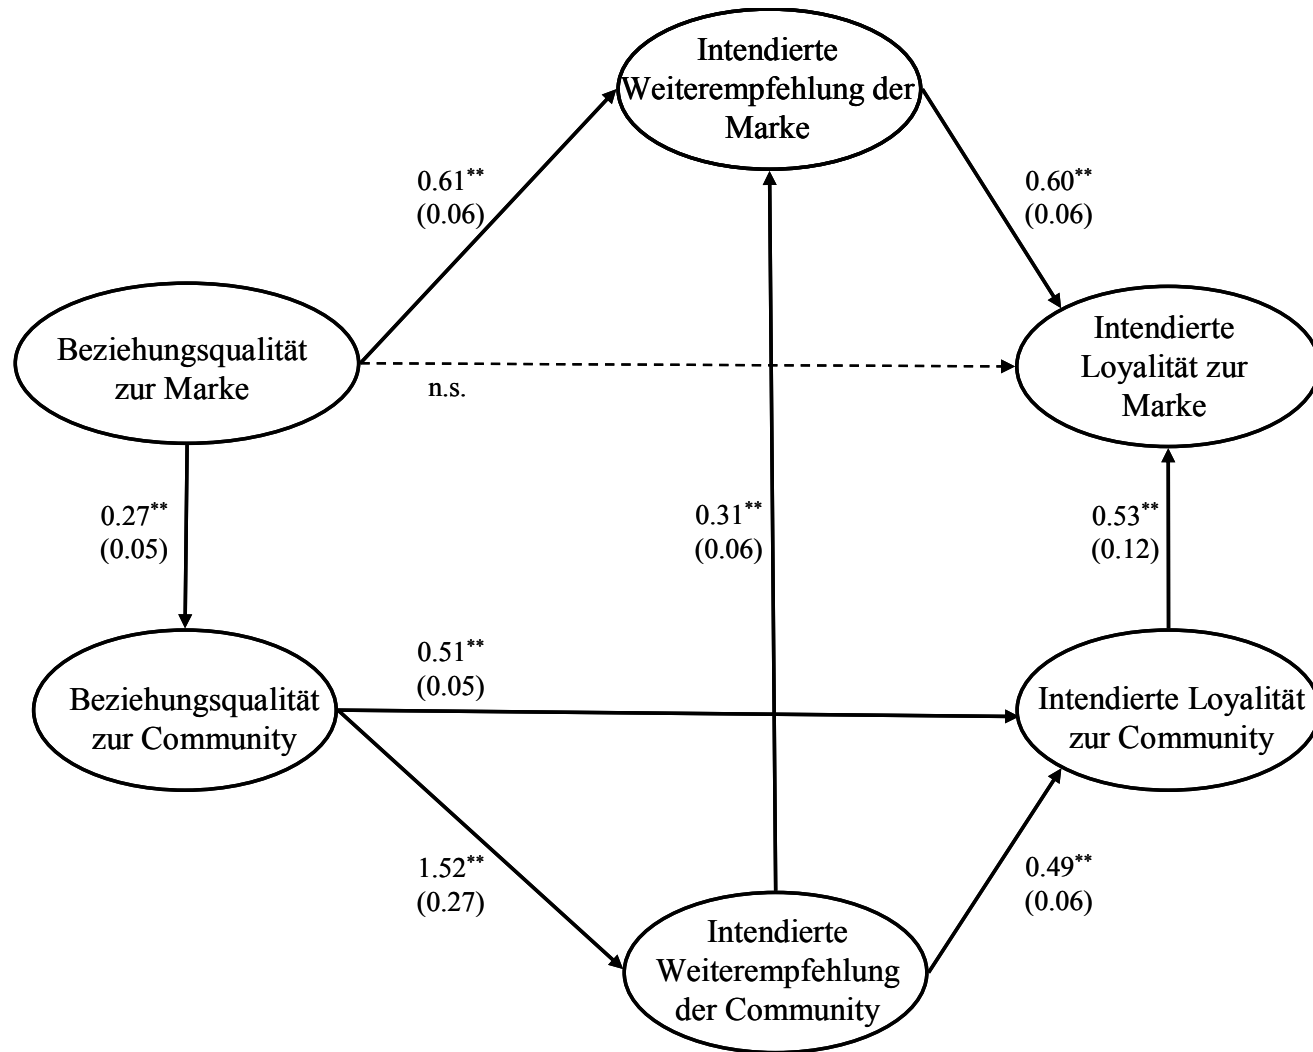 Intendierte
Weiterempfehlung der
Marke
0.61**
(0.06)
0.60**
(0.06)
Beziehungsqualität
zur Marke
n.s.
Intendierte
Loyalität zur
Marke
0.27**
(0.05)
0.31**
(0.06)
0.53**
(0.12)
0.51**
(0.05)
Beziehungsqualität
zur Community
Intendierte Loyalität
zur Community
1.52**
(0.27)
0.49**
(0.06)
Intendierte
Weiterempfehlung
der Community